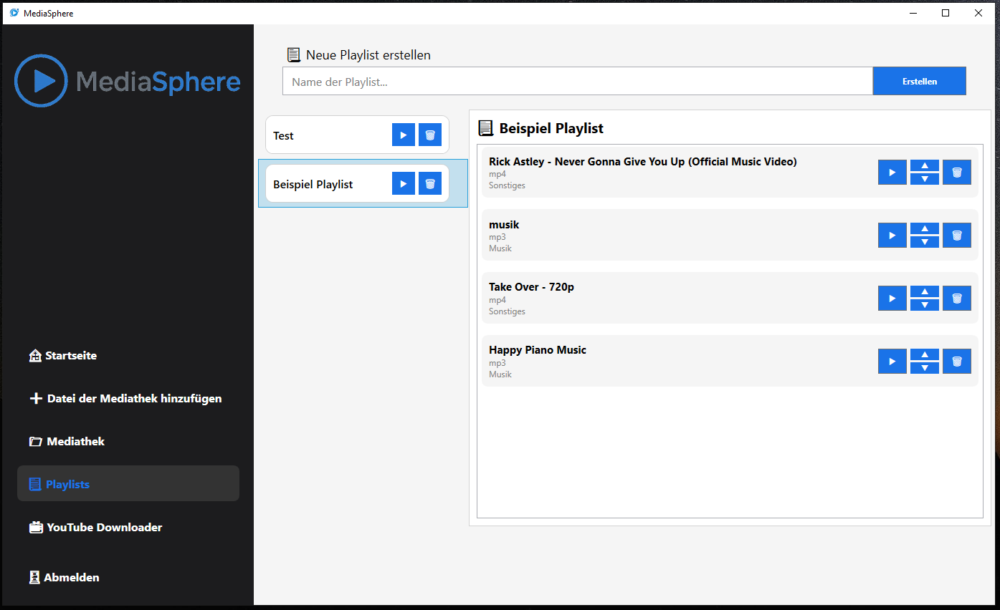 MediaSphere
MediaSphere
Startseite
Datei der Mediathek hinzufügen
Mediathek
Playlists
YouTube Downloader
Abmelden
Neue Playlist erstellen
Name der Playlist...
Erstellen
Test
Beispiel Playlist
Beispiel Playlist
Rick Astley - Never Gonna Give You Up (Official Music Video)
mp4
Sonstiges
musik
mp3
Musik
Take Over - 720p
mp4
Sonstiges
Happy Piano Music
mp3
Musik